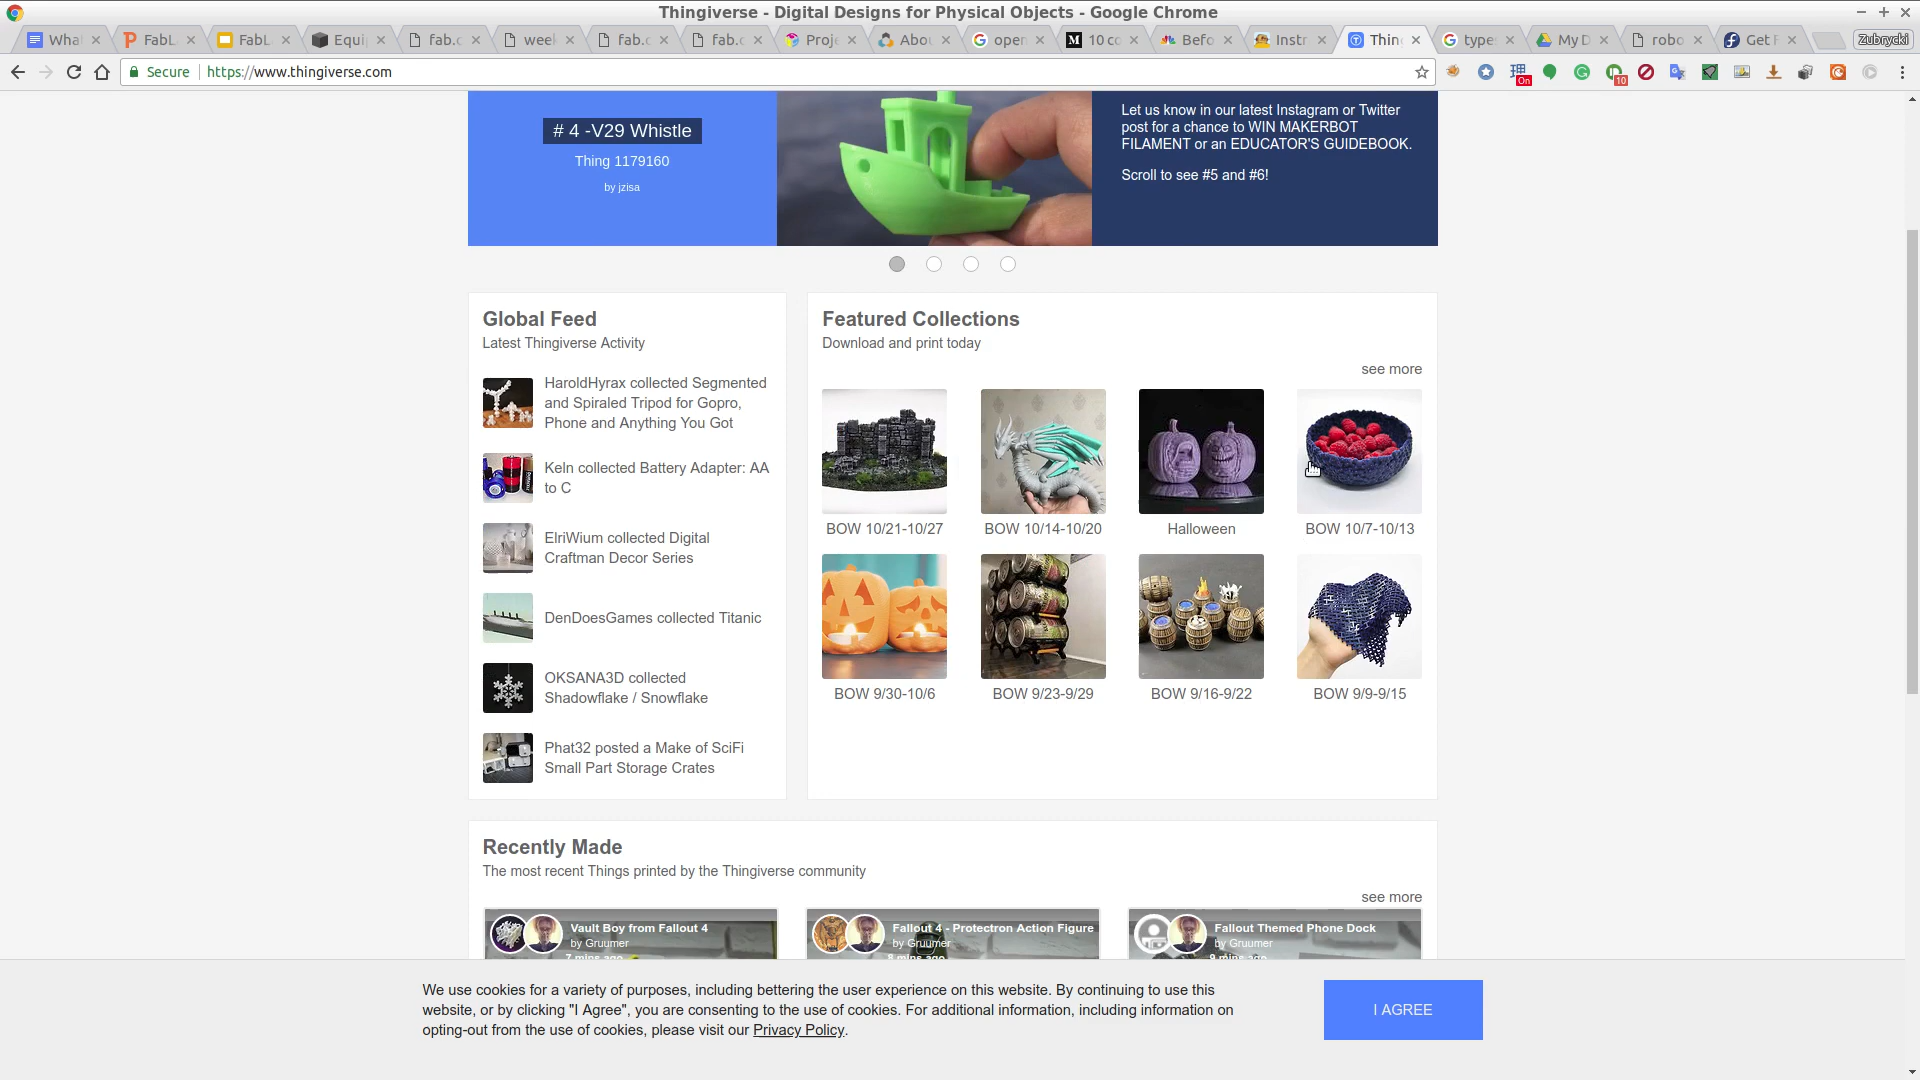 Thingiverse - Digital Designs for Physical Objects - Google Chrome
What
FabL
FabL
Equi
fab.c
week
fab.c
fab.c
Proje
Abou
open
10 co
Befo
Instr
Thin
type
My D
robo
Get F
Zubrycki
Secure
https://www.thingiverse.com
On
10
# 4 -V29 Whistle
Thing 1179160
by jzisa
Let us know in our latest Instagram or Twitter
post for a chance to WIN MAKERBOT
FILAMENT or an EDUCATOR'S GUIDEBOOK.
Scroll to see #5 and #6!
Global Feed
Latest Thingiverse Activity
HaroldHyrax collected Segmented
and Spiraled Tripod for Gopro,
Phone and Anything You Got
Keln collected Battery Adapter: AA
to C
ElriWium collected Digital
Craftman Decor Series
DenDoesGames collected Titanic
OKSANA3D collected
Shadowflake / Snowflake
Phat32 posted a Make of SciFi
Small Part Storage Crates
Featured Collections
Download and print today
see more
BOW 10/21-10/27
BOW 10/14-10/20
Halloween
BOW 10/7-10/13
BOW 9/30-10/6
BOW 9/23-9/29
BOW 9/16-9/22
BOW 9/9-9/15
Recently Made
The most recent Things printed by the Thingiverse community
see more
Vault Boy from Fallout 4
by Gruumer
7 mins ago
Fallout 4 - Protectron Action Figure
by Gruumer
8 mins ago
Fallout Themed Phone Dock
by Gruumer
9 mins ago
We use cookies for a variety of purposes, including bettering the user experience on this website. By continuing to use this
website, or by clicking "I Agree", you are consenting to the use of cookies. For additional information, including information on
opting-out from the use of cookies, please visit our Privacy Policy.
I AGREE